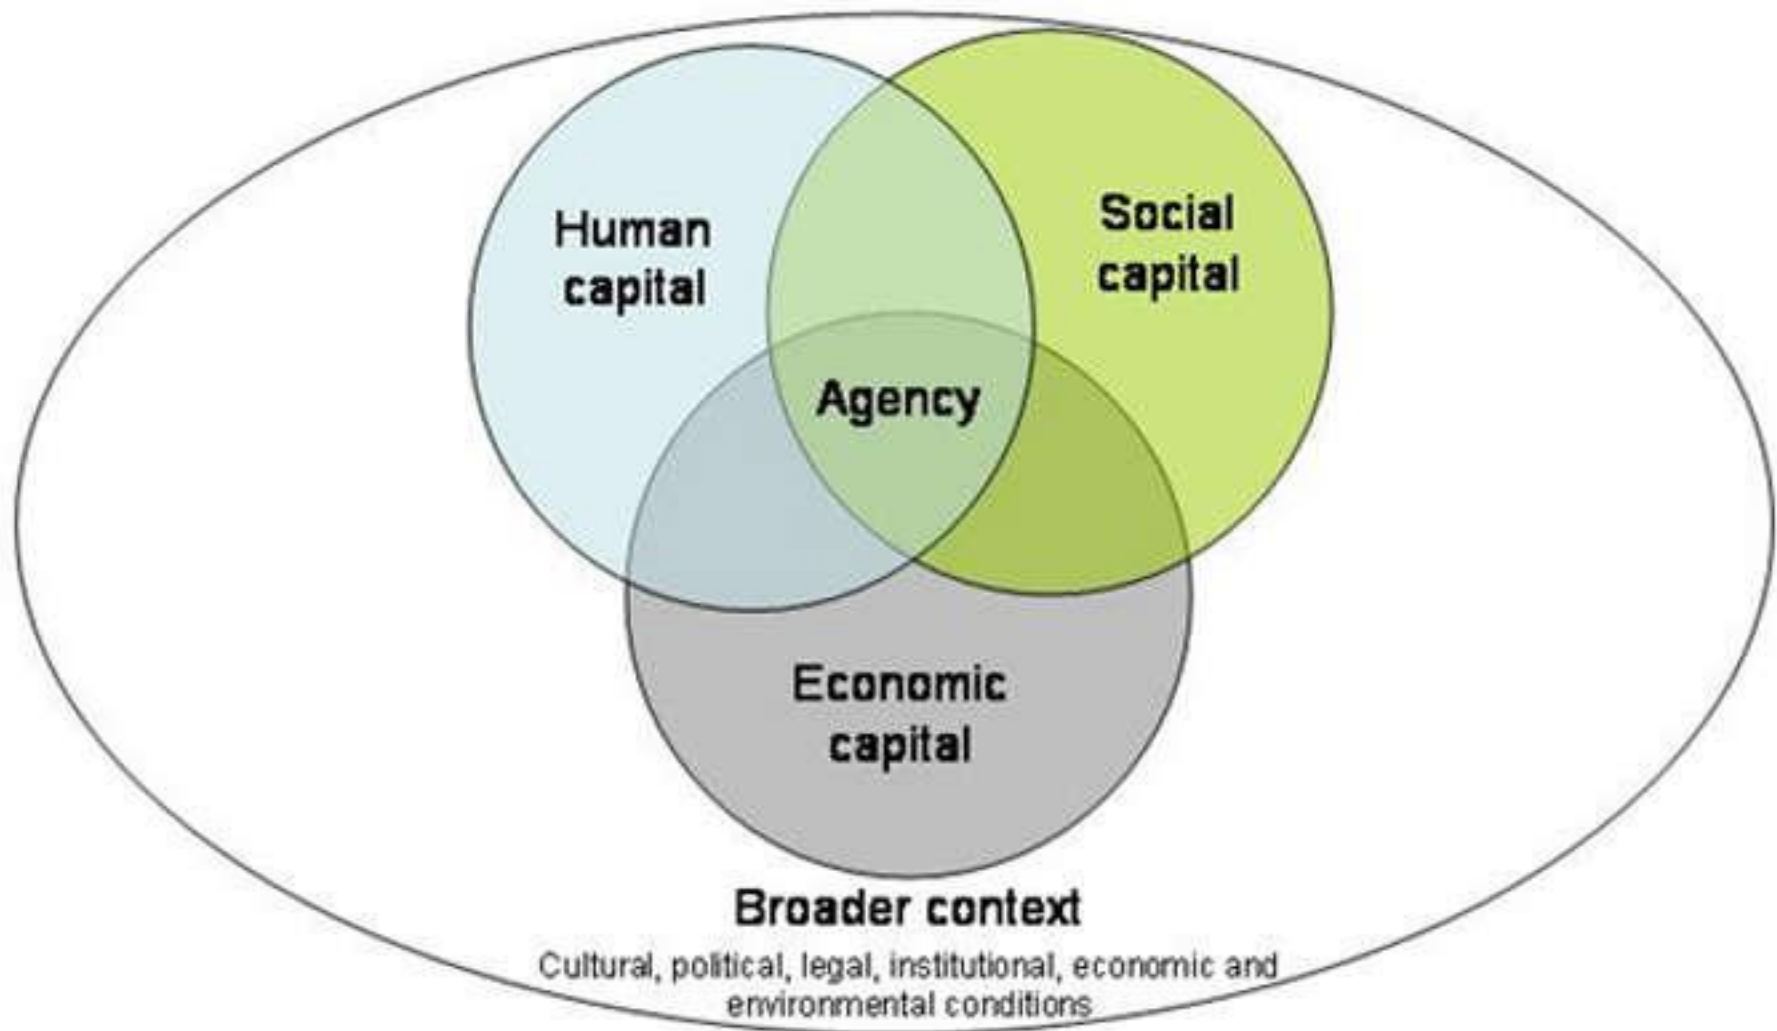 Human
capital
Social
capital
Agency
Economic
capital
Broader context
Cultural, political, legal, institutional, economic and
environmental conditions